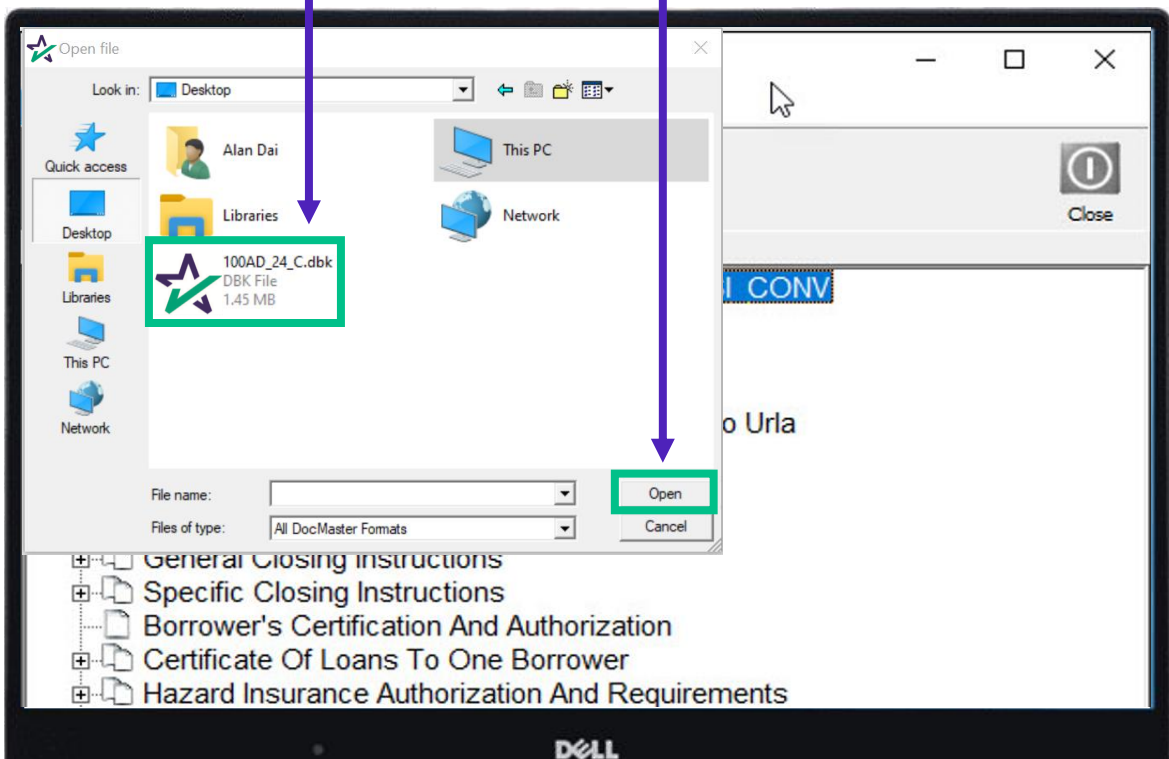 Open file
Look in:
Desktop
Quick access
Desktop
Libraries
This PC
Network
Alan Dai
This PC
Libraries
Network
100AD_24_C.dbk
DBK File
1.45 MB
File name:
Open
Files of type:
All DocMaster Formats
Cancel
Close
CONV
o Urla
General Closing Instructions
Specific Closing Instructions
Borrower's Certification And Authorization
Certificate Of Loans To One Borrower
Hazard Insurance Authorization And Requirements
DELL